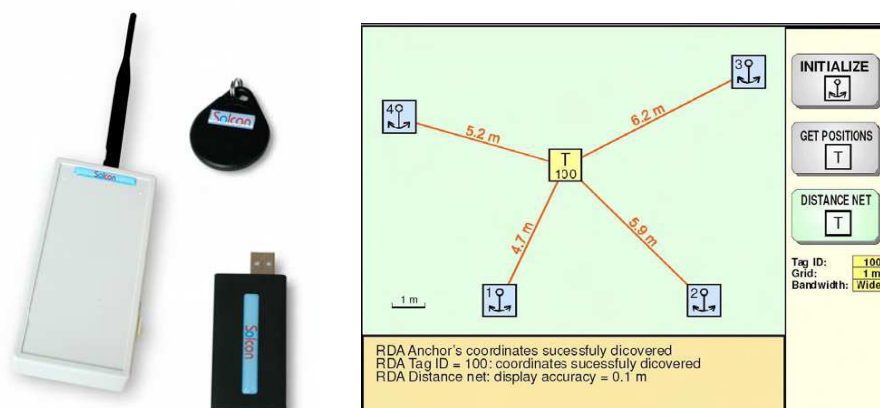 Solcon
Solcon
Solcon
4
5.2 m
3
6.2 m
T
100
4.7 m
5.9 m
1
2
1 m
RDA Anchor's coordinates sucessfuly dicovered
RDA Tag ID = 100: coordinates sucessfuly dicovered
RDA Distance net: display accuracy = 0.1 m
INITIALIZE
GET POSITIONS
T
DISTANCE NET
T
Tag ID: 100
Grid: 1 m
Bandwidth: Wide